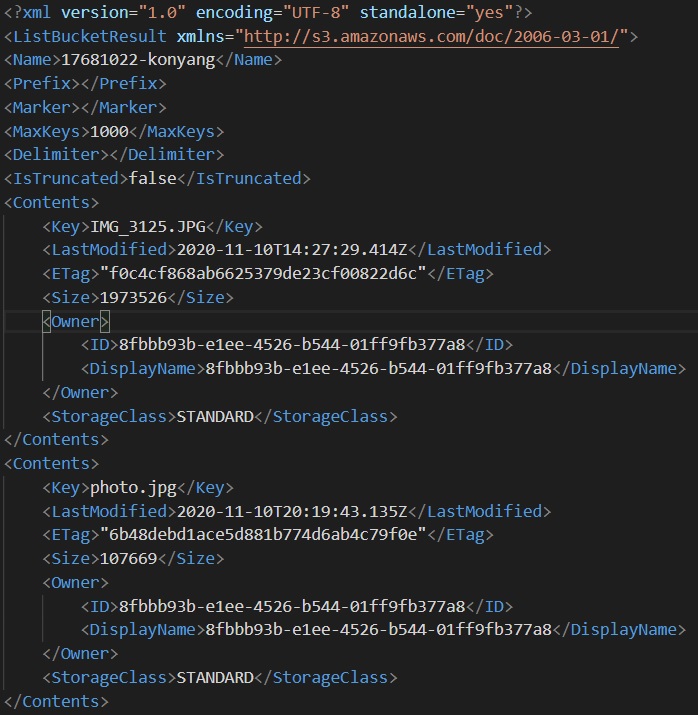 <?xml version="1.0" encoding="UTF-8" standalone="yes"?>
<ListBucketResult xmlns="http://s3.amazonaws.com/doc/2006-03-01/">
<Name>17681022-konyang</Name>
<Prefix></Prefix>
<Marker></Marker>
<MaxKeys>1000</MaxKeys>
<Delimiter></Delimiter>
<IsTruncated>false</IsTruncated>
<Contents>
    <Key>IMG_3125.JPG</Key>
    <LastModified>2020-11-10T14:27:29.414Z</LastModified>
    <ETag>"f0c4cf868ab6625379de23cf00822d6c"</ETag>
    <Size>1973526</Size>
    <Owner>
        <ID>8fbbb93b-e1ee-4526-b544-01ff9fb377a8</ID>
        <DisplayName>8fbbb93b-e1ee-4526-b544-01ff9fb377a8</DisplayName>
    </Owner>
    <StorageClass>STANDARD</StorageClass>
</Contents>
<Contents>
    <Key>photo.jpg</Key>
    <LastModified>2020-11-10T20:19:43.135Z</LastModified>
    <ETag>"6b48debd1ace5d881b774d6ab4c79f0e"</ETag>
    <Size>107669</Size>
    <Owner>
        <ID>8fbbb93b-e1ee-4526-b544-01ff9fb377a8</ID>
        <DisplayName>8fbbb93b-e1ee-4526-b544-01ff9fb377a8</DisplayName>
    </Owner>
    <StorageClass>STANDARD</StorageClass>
</Contents>